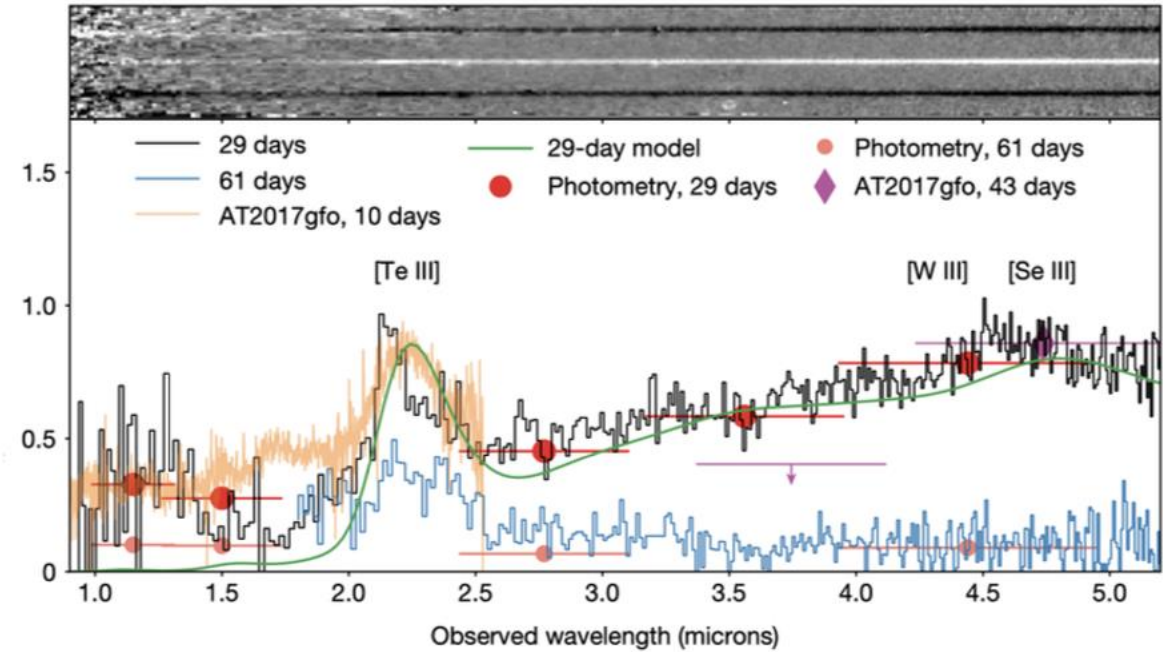 29 days
29-day model
Photometry, 61 days
61 days
Photometry, 29 days
AT2017gfo, 43 days
AT2017gfo, 10 days
[Te III]
[W III]
[Se III]
1.5
1.0
0.5
0
1.0 1.5 2.0 2.5 3.0 3.5 4.0 4.5 5.0
Observed wavelength (microns)